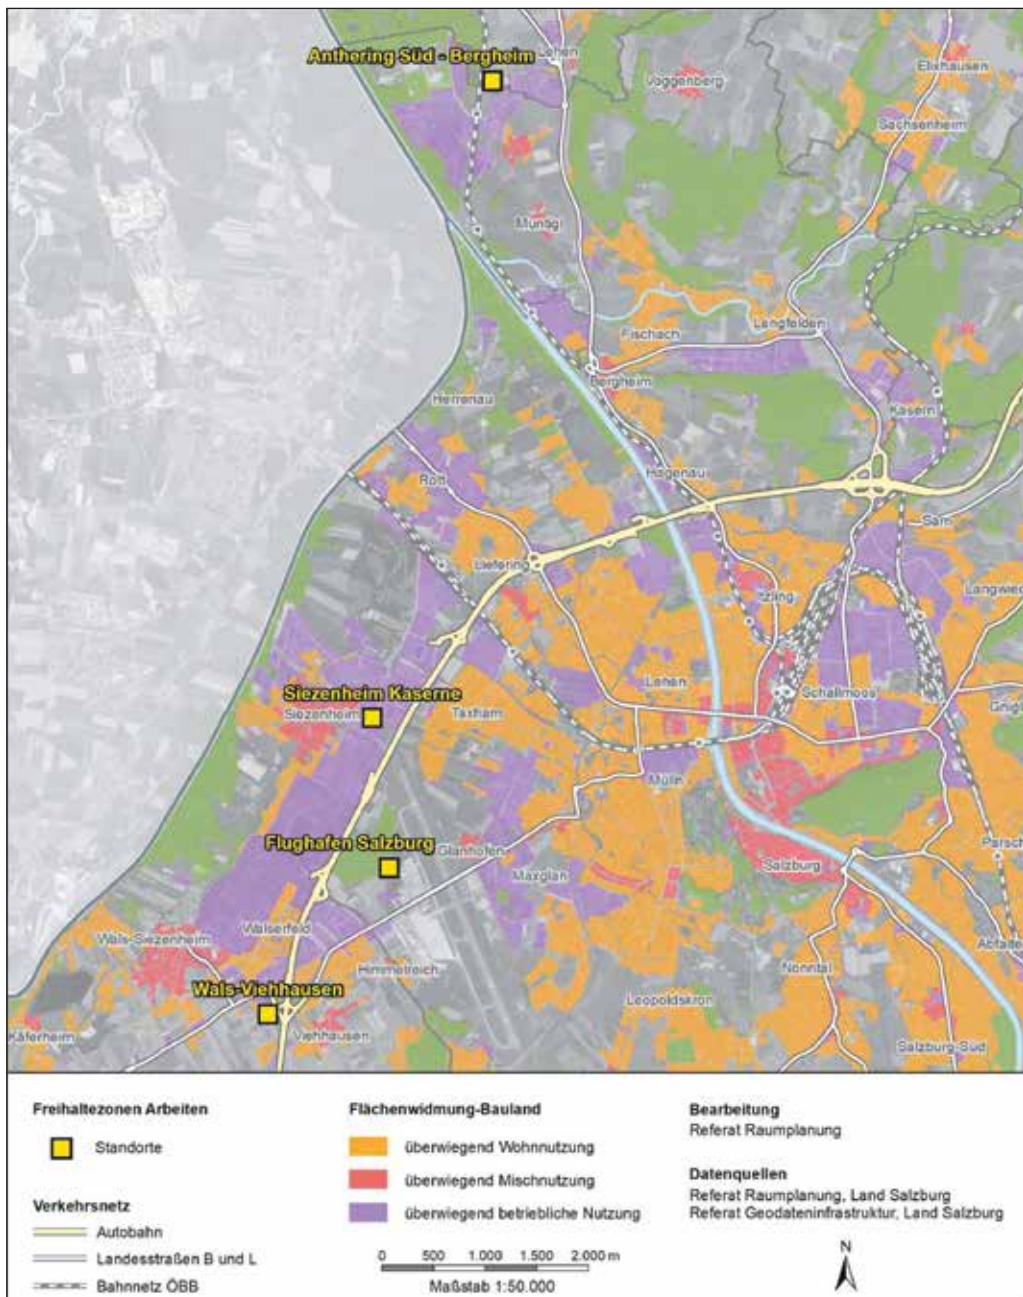 Anthering Süd - Bergheim
Lehen
Voggenberg
Elixhausen
Sachsenheim
Muntigl
Fischach
Lengfelden
Bergheim
Herrenau
Kasern
Rott
Hagenau
Sam
Liefering
Itzling
Langwied
Siezenheim Kaserne
Siezenheim
Taxham
Lehen
Schallmoos
Gnigl
Mülln
Flughafen Salzburg
Glanhofen
Maxglan
Salzburg
Parsch
Wals-Siezenheim
Walserfeld
Himmelreich
Nonntal
Abfalter
Wals-Viehhausen
Leopoldskron
Käferheim
Viehhausen
Salzburg-Süd
Freihaltezonen Arbeiten
Standorte
Verkehrsnetz
Autobahn
Landesstraßen B und L
Bahnnetz ÖBB
Flächenwidmung-Bauland
überwiegend Wohnnutzung
überwiegend Mischnutzung
überwiegend betriebliche Nutzung
0 500 1.000 1.500 2.000 m
Maßstab 1:50.000
Bearbeitung
Referat Raumplanung
Datenquellen
Referat Raumplanung, Land Salzburg
Referat Geodateninfrastruktur, Land Salzburg
N